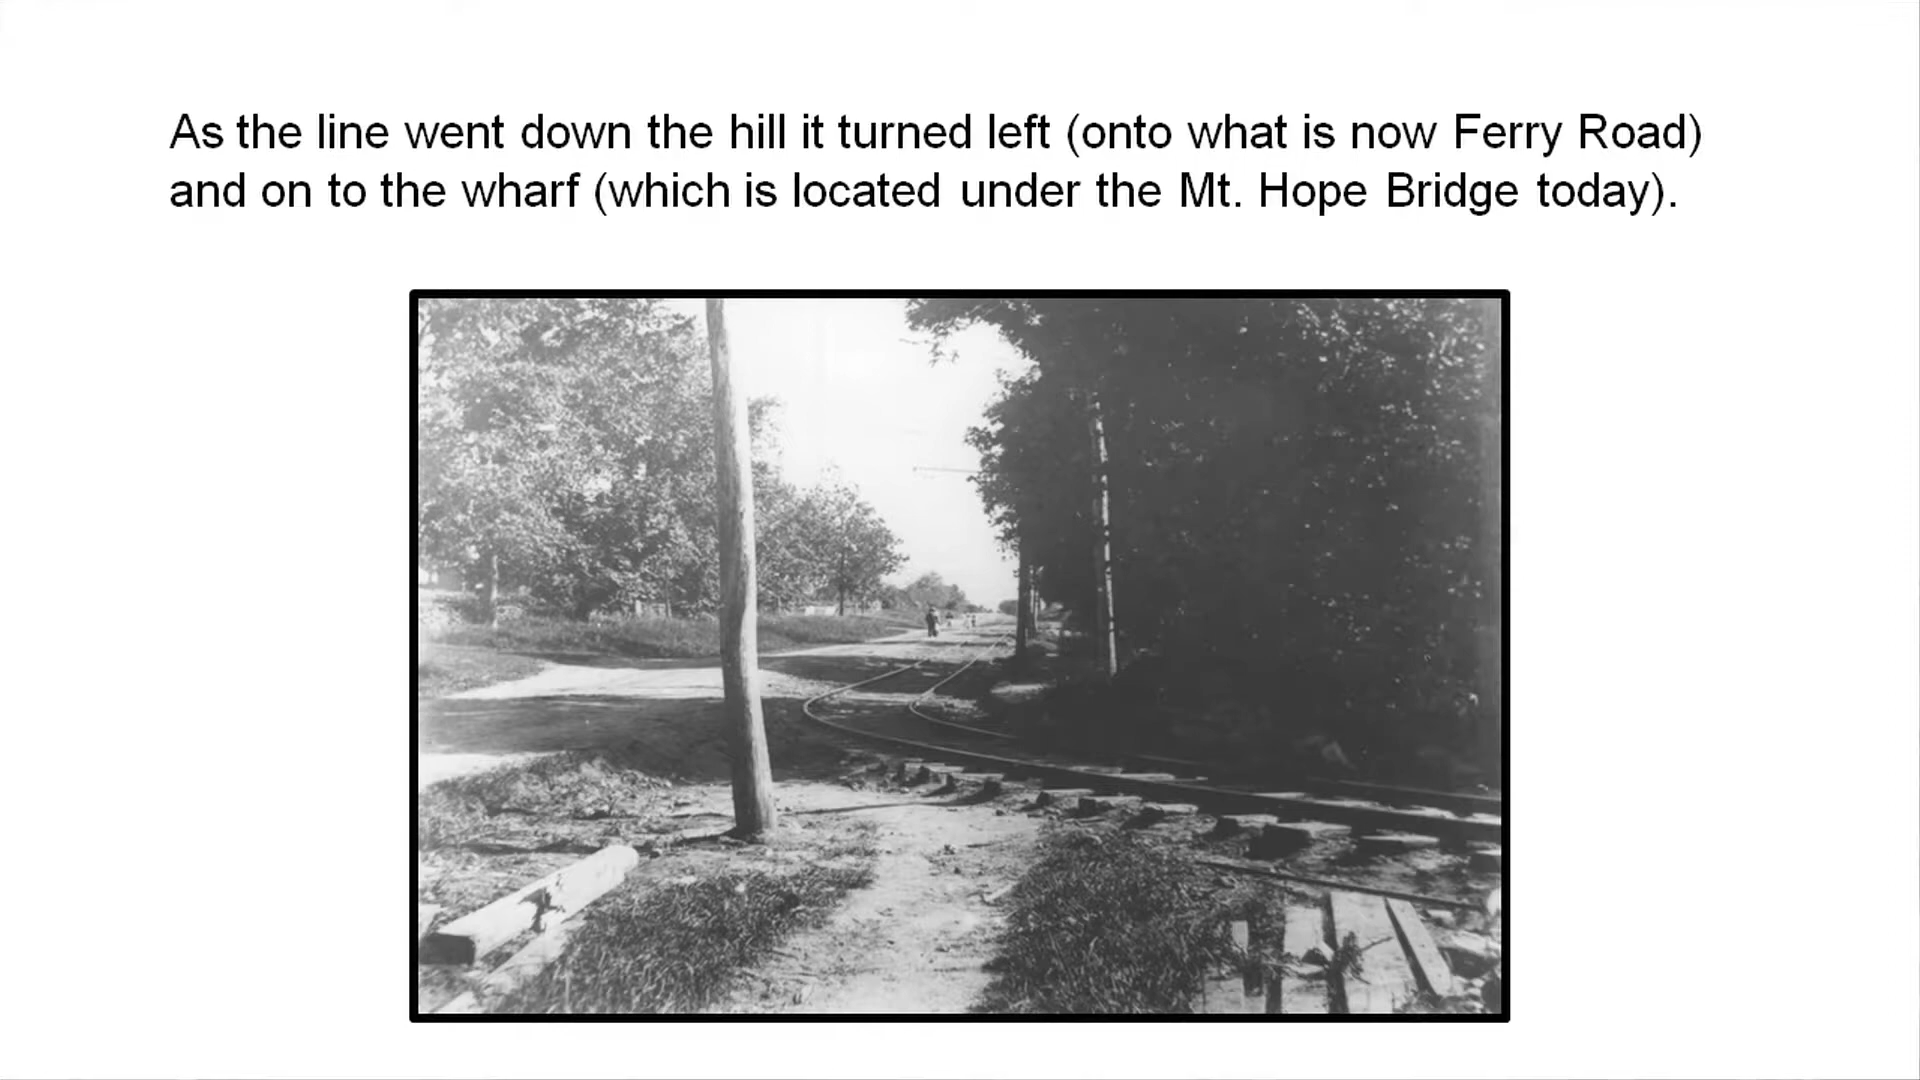 As the line went down the hill it turned left (onto what is now Ferry Road)
and on to the wharf (which is located under the Mt. Hope Bridge today).